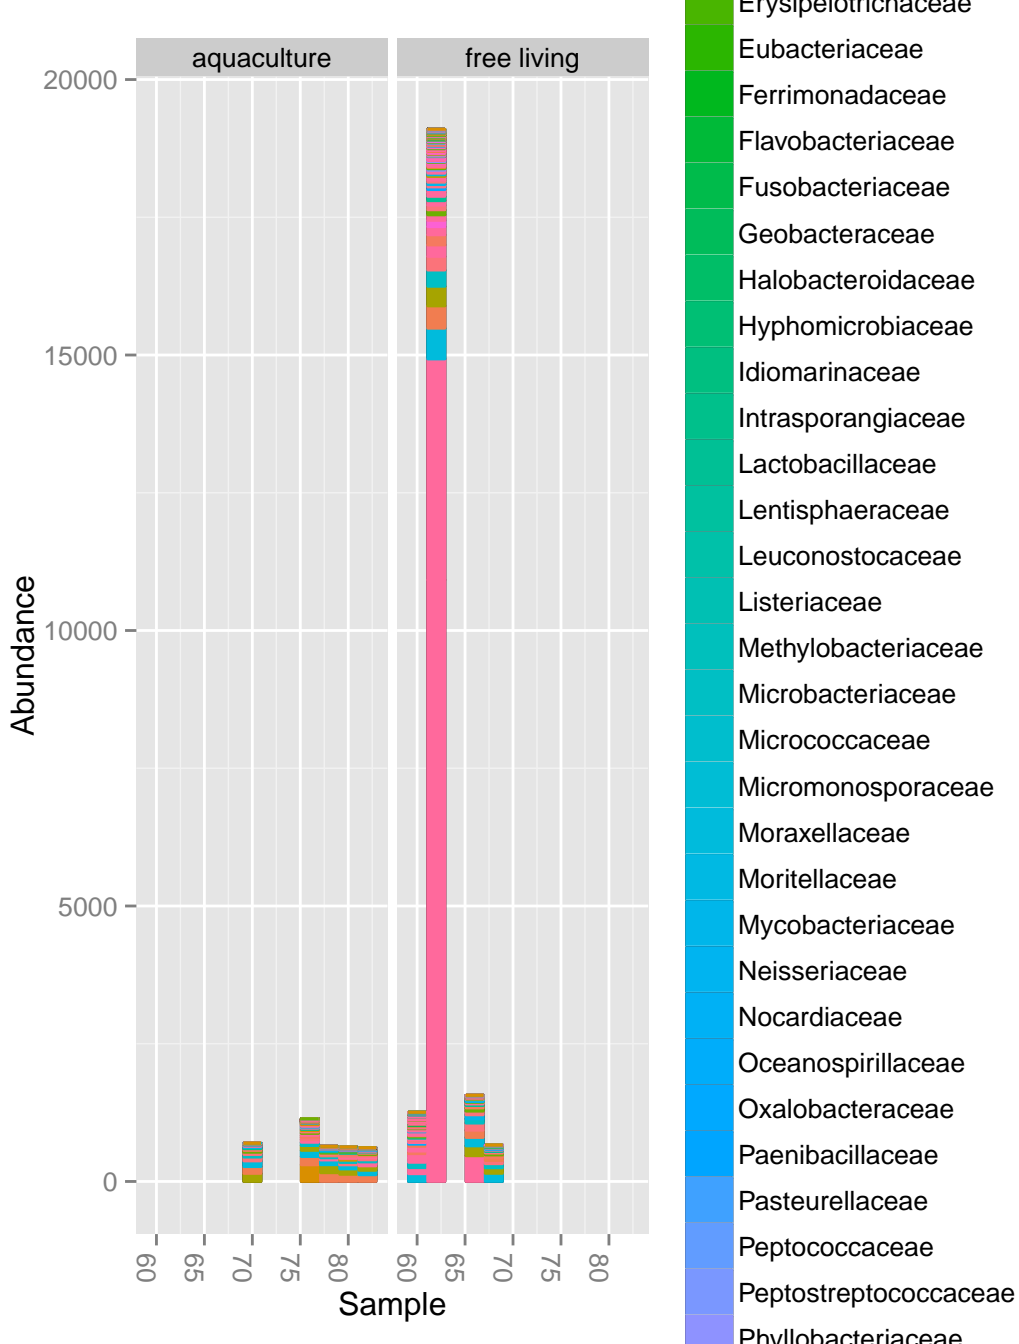 aquaculture
free living
20000
15000
10000
5000
0
Abundance
60
65
70
75
80
60
65
70
75
80
Sample
Erysipelotrichaceae
Eubacteriaceae
Ferrimonadaceae
Flavobacteriaceae
Fusobacteriaceae
Geobacteraceae
Halobacteroidaceae
Hyphomicrobiaceae
Idiomarinaceae
Intrasporangiaceae
Lactobacillaceae
Lentisphaeraceae
Leuconostocaceae
Listeriaceae
Methylobacteriaceae
Microbacteriaceae
Micrococcaceae
Micromonosporaceae
Moraxellaceae
Moritellaceae
Mycobacteriaceae
Neisseriaceae
Nocardiaceae
Oceanospirillaceae
Oxalobacteraceae
Paenibacillaceae
Pasteurellaceae
Peptococcaceae
Peptostreptococcaceae
Phyllobacteriaceae